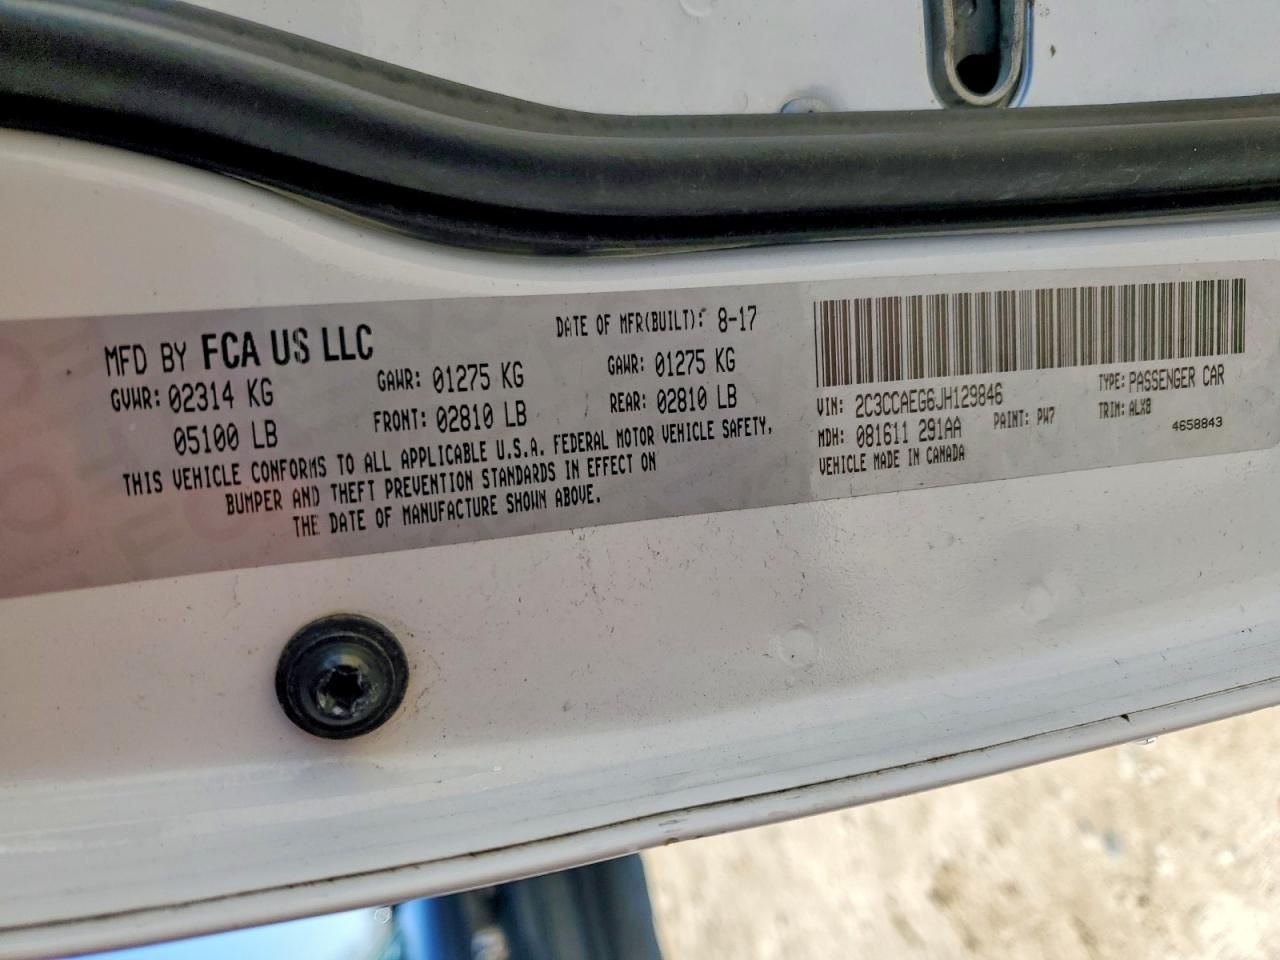 MFD BY FCA US LLC
DATE OF MFR(BUILT): 8-17
GVWR: 02314 KG
GAWR: 01275 KG
GAWR: 01275 KG
05100 LB
FRONT: 02810 LB
REAR: 02810 LB
THIS VEHICLE CONFORMS TO ALL APPLICABLE U.S.A. FEDERAL MOTOR VEHICLE SAFETY,
BUMPER AND THEFT PREVENTION STANDARDS IN EFFECT ON
THE DATE OF MANUFACTURE SHOWN ABOVE.
VIN: 2C3CCAEG6JH129846
TYPE: PASSENGER CAR
MDH: 081611 291AA
PAINT: PW7
TRIM: ALX8
VEHICLE MADE IN CANADA
4658843